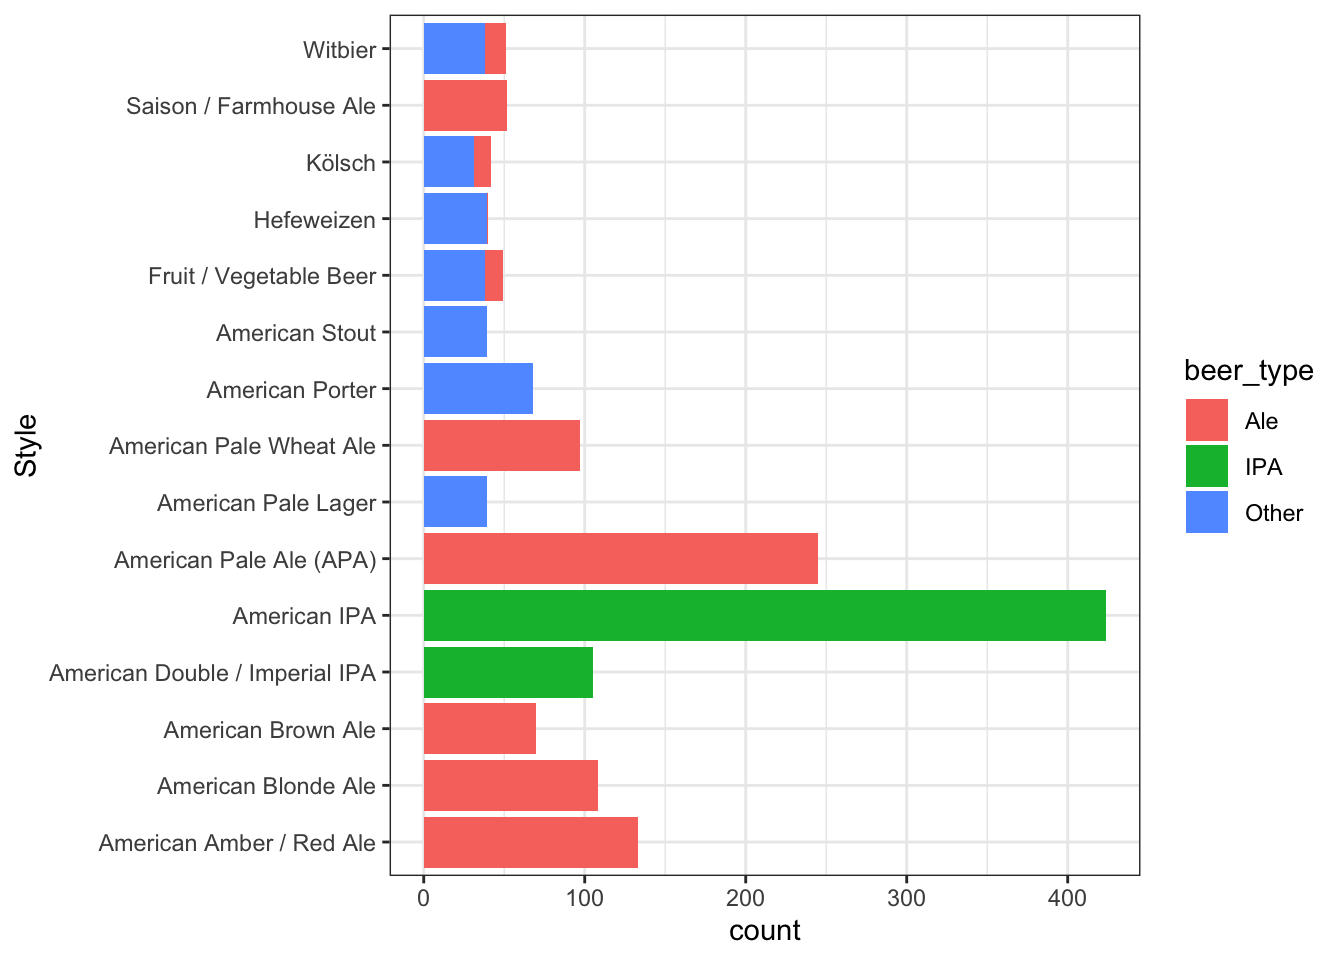 Witbier
Saison / Farmhouse Ale
Kölsch
Hefeweizen
Fruit / Vegetable Beer
American Stout
American Porter
American Pale Wheat Ale
American Pale Lager
American Pale Ale (APA)
American IPA
American Double / Imperial IPA
American Brown Ale
American Blonde Ale
American Amber / Red Ale
Style
0 100 200 300 400
count
beer_type
Ale
IPA
Other